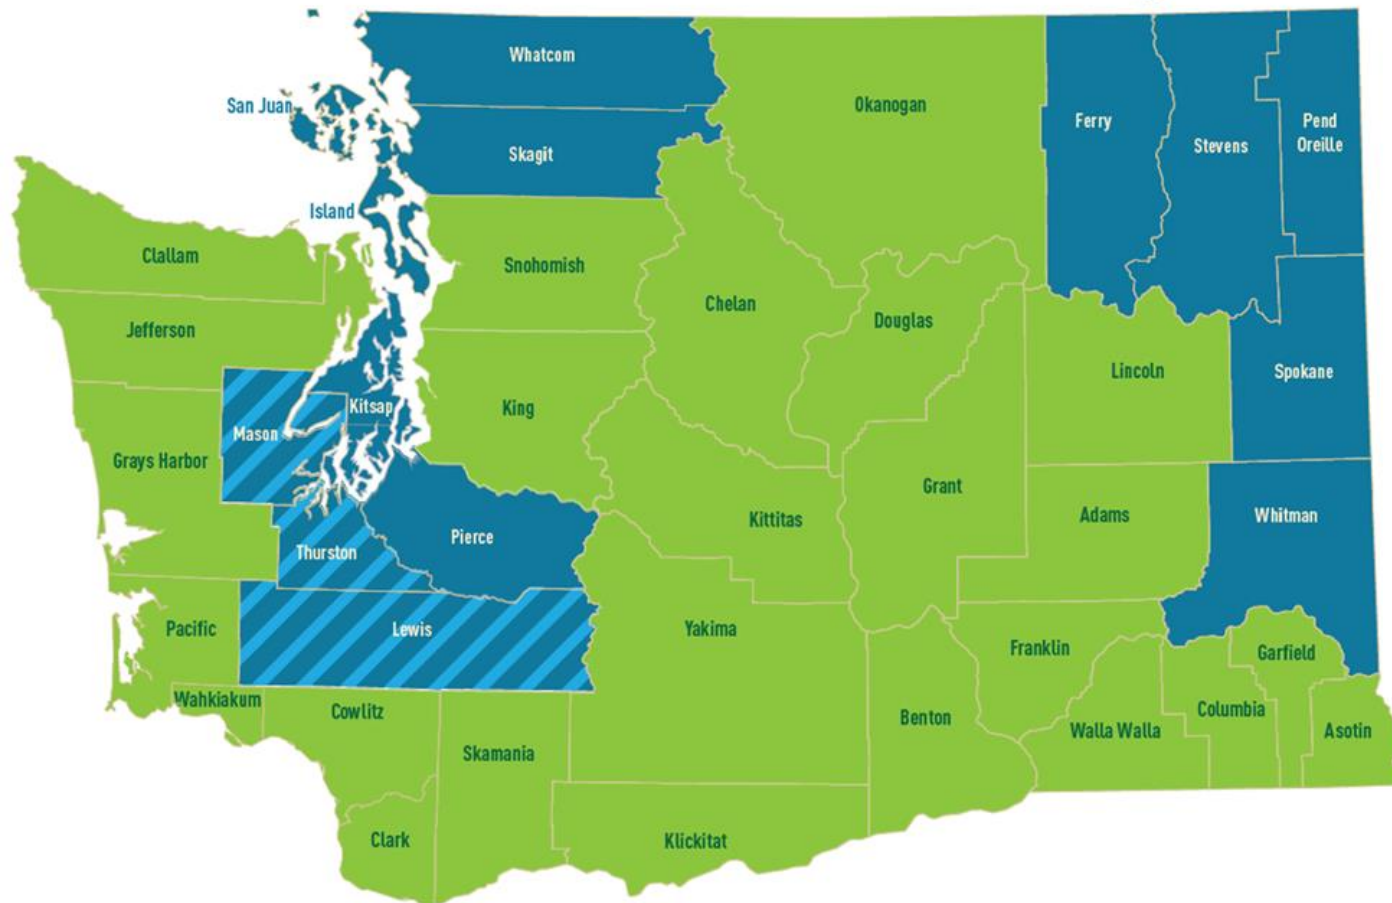 Whatcom
San Juan
Okanogan
Ferry
Pend
Oreille
Stevens
Skagit
Island
Clallam
Snohomish
Chelan
Douglas
Jefferson
Lincoln
Spokane
King
Kitsap
Mason
Grays Harbor
Grant
Adams
Whitman
Kittitas
Pierce
Thurston
Pacific
Lewis
Yakima
Franklin
Garfield
Wahkiakum
Cowlitz
Columbia
Benton
Walla Walla
Asotin
Skamania
Clark
Klickitat